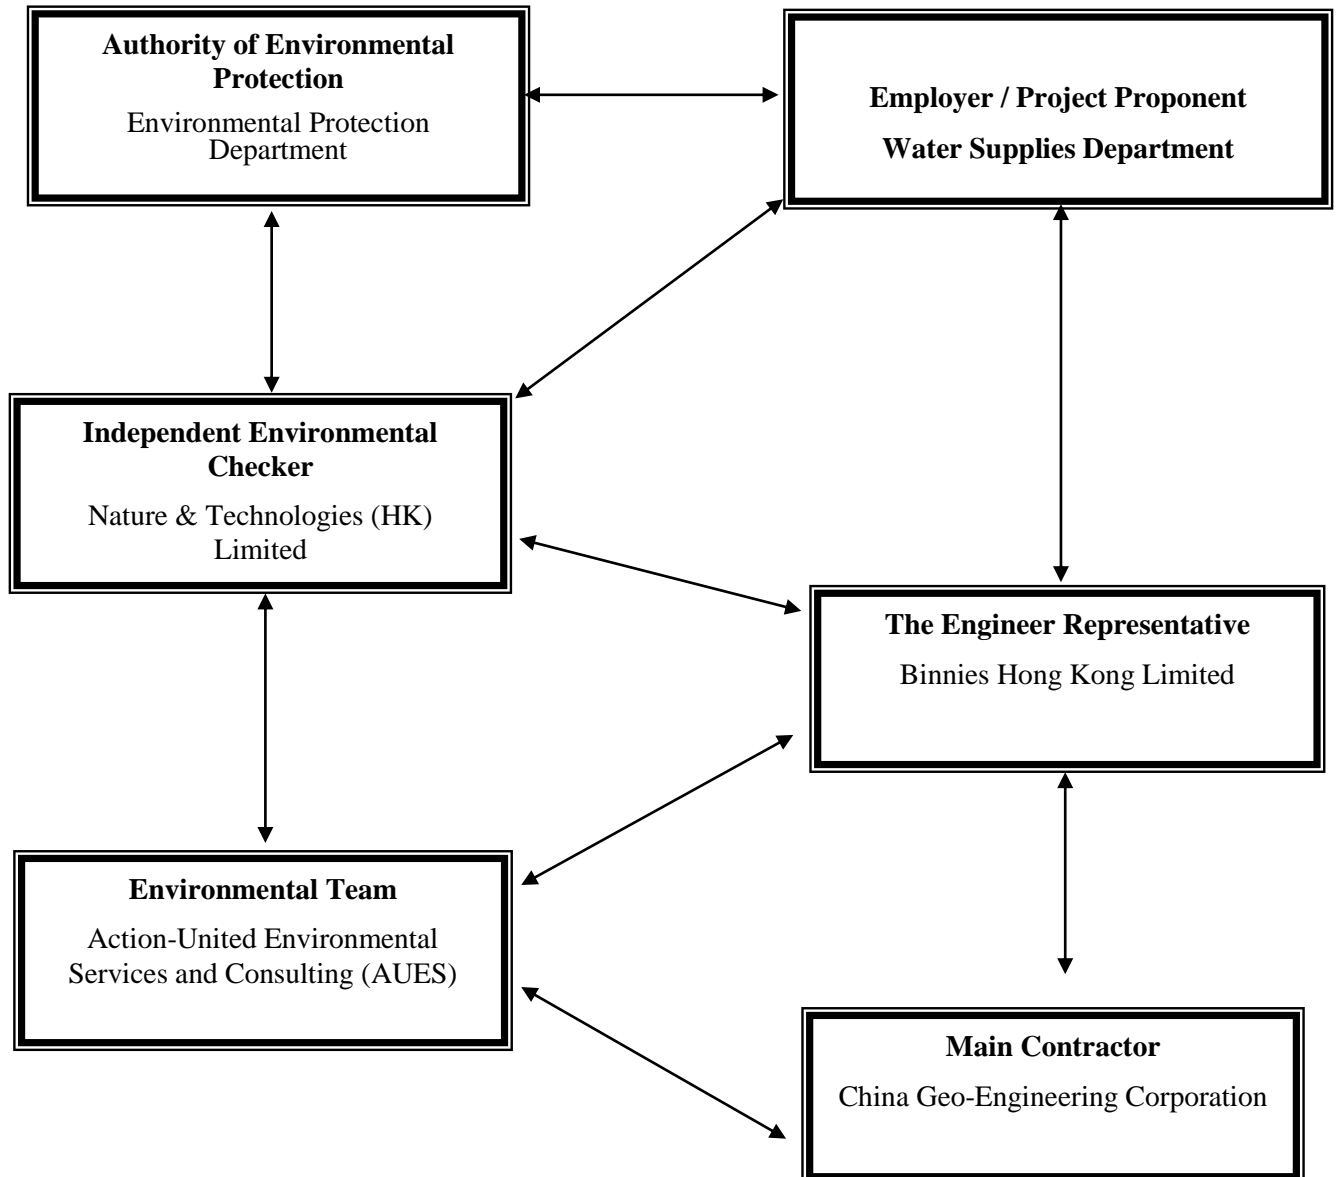 Authority of Environmental
Protection
Environmental Protection
Department
Employer / Project Proponent
Water Supplies Department
Independent Environmental
Checker
Nature & Technologies (HK)
Limited
The Engineer Representative
Binnies Hong Kong Limited
Environmental Team
Action-United Environmental
Services and Consulting (AUES)
Main Contractor
China Geo-Engineering Corporation